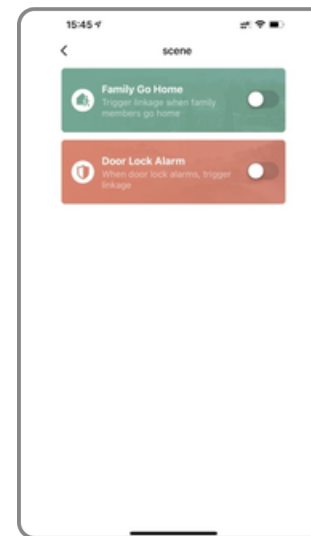 15:45
scene
Family Go Home
Trigger linkage when family
members go home
Door Lock Alarm
When door lock alarms, trigger
linkage